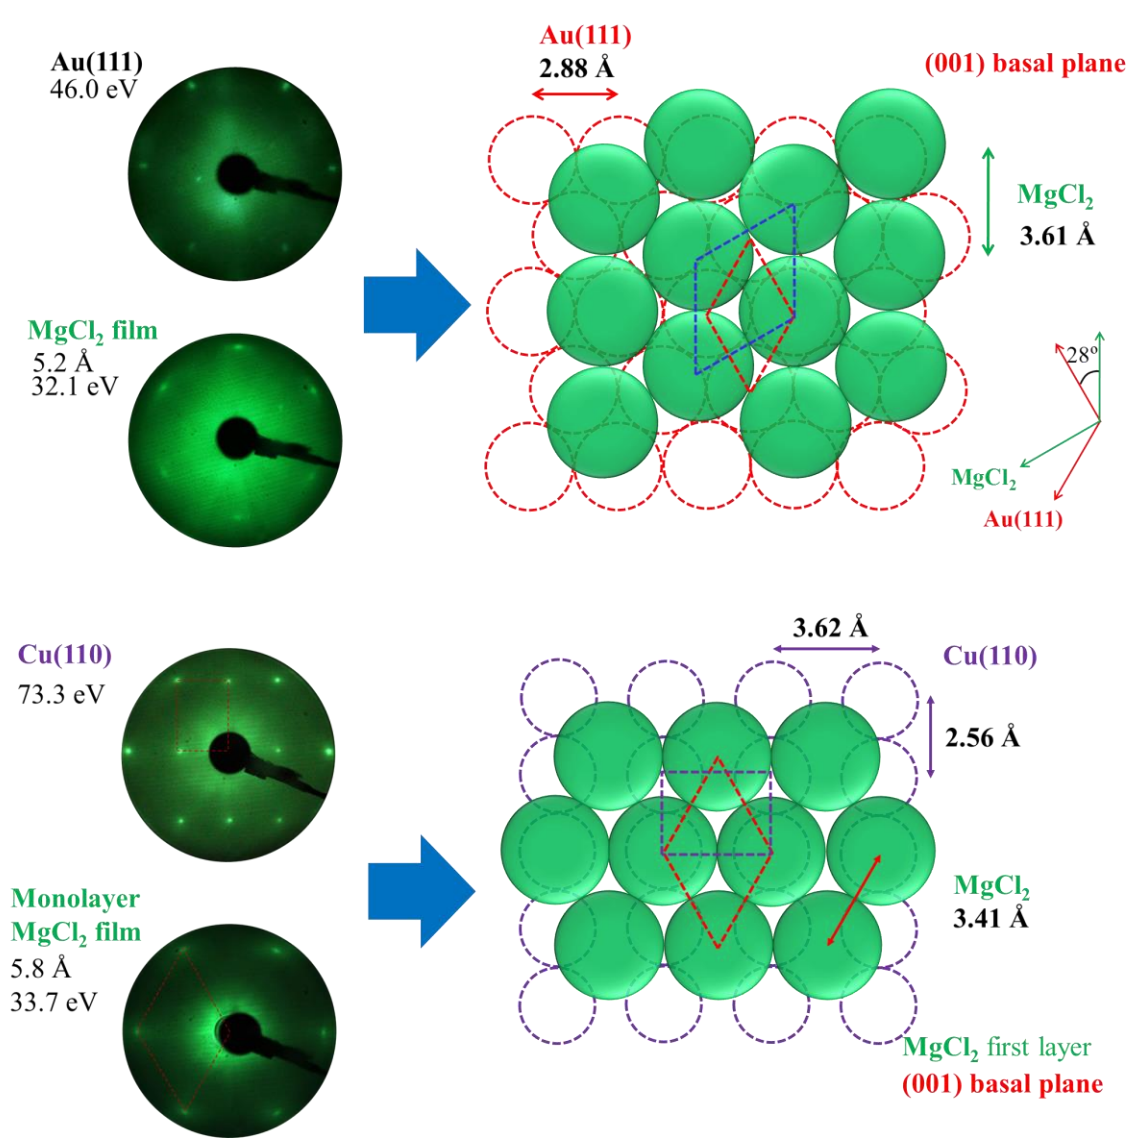 Au(111)
46.0 eV
Au(111)
2.88 Å
(001) basal plane
MgCl₂
3.61 Å
MgCl₂ film
5.2 Å
32.1 eV
28º
MgCl₂
Au(111)
Cu(110)
73.3 eV
3.62 Å
Cu(110)
2.56 Å
Monolayer
MgCl₂ film
5.8 Å
33.7 eV
MgCl₂
3.41 Å
MgCl₂ first layer
(001) basal plane